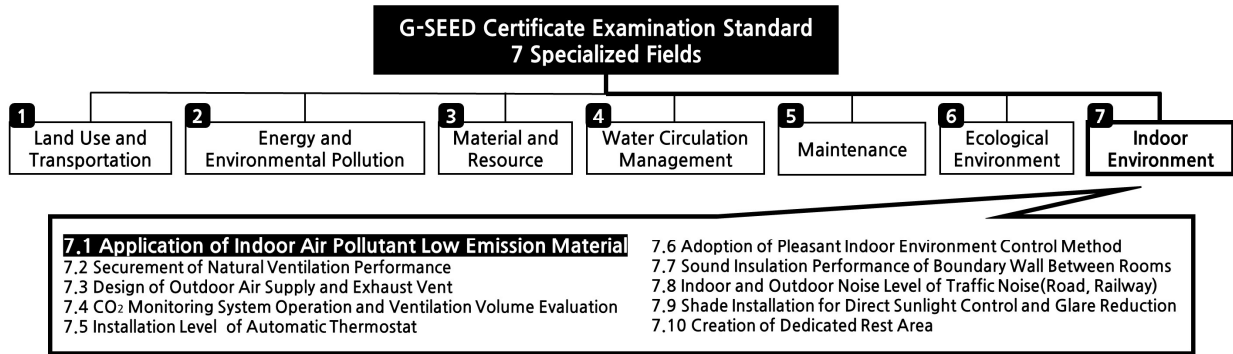 G-SEED Certificate Examination Standard
7 Specialized Fields
1
Land Use and
Transportation
2
Energy and
Environmental Pollution
3
Material and
Resource
4
Water Circulation
Management
5
Maintenance
6
Ecological
Environment
7
Indoor
Environment
7.1 Application of Indoor Air Pollutant Low Emission Material
7.2 Securement of Natural Ventilation Performance
7.3 Design of Outdoor Air Supply and Exhaust Vent
7.4 CO₂ Monitoring System Operation and Ventilation Volume Evaluation
7.5 Installation Level of Automatic Thermostat
7.6 Adoption of Pleasant Indoor Environment Control Method
7.7 Sound Insulation Performance of Boundary Wall Between Rooms
7.8 Indoor and Outdoor Noise Level of Traffic Noise(Road, Railway)
7.9 Shade Installation for Direct Sunlight Control and Glare Reduction
7.10 Creation of Dedicated Rest Area